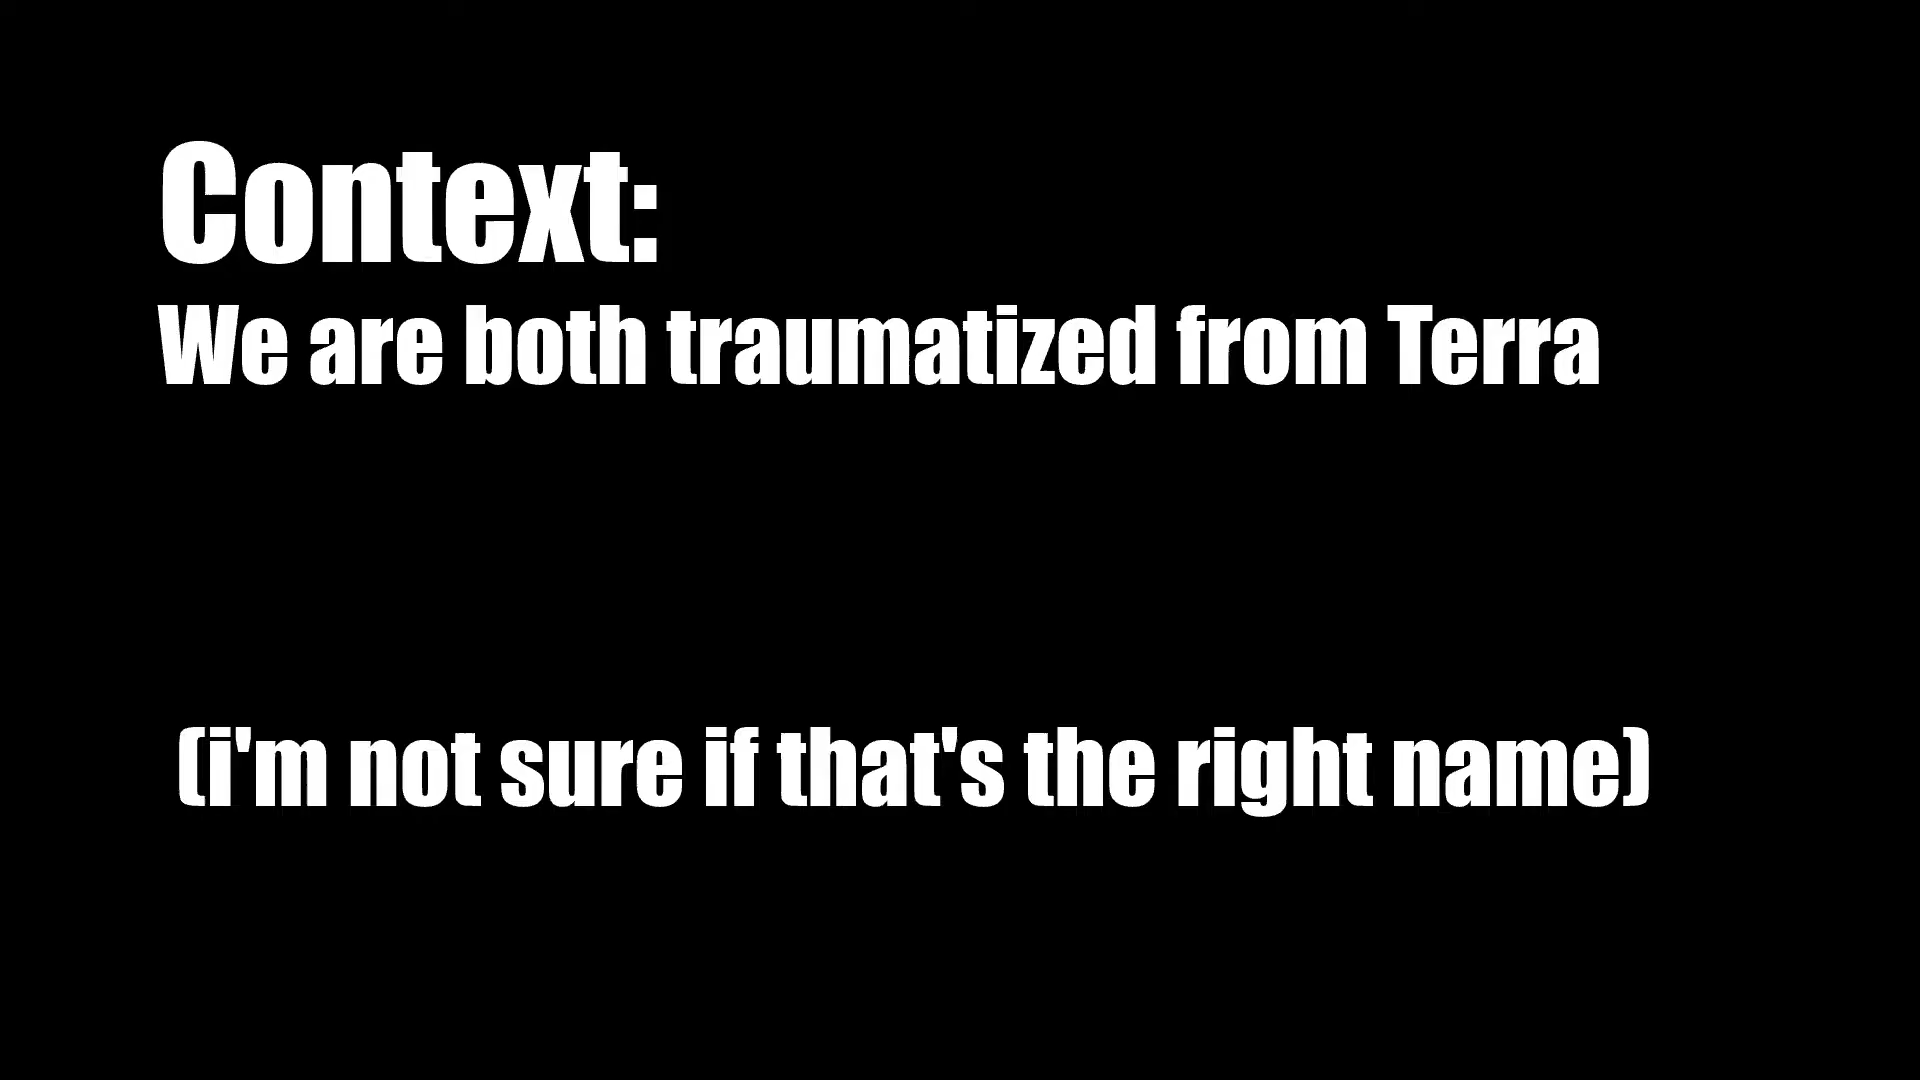 Context:
We are both traumatized from Terra
(i'm not sure if that's the right name)